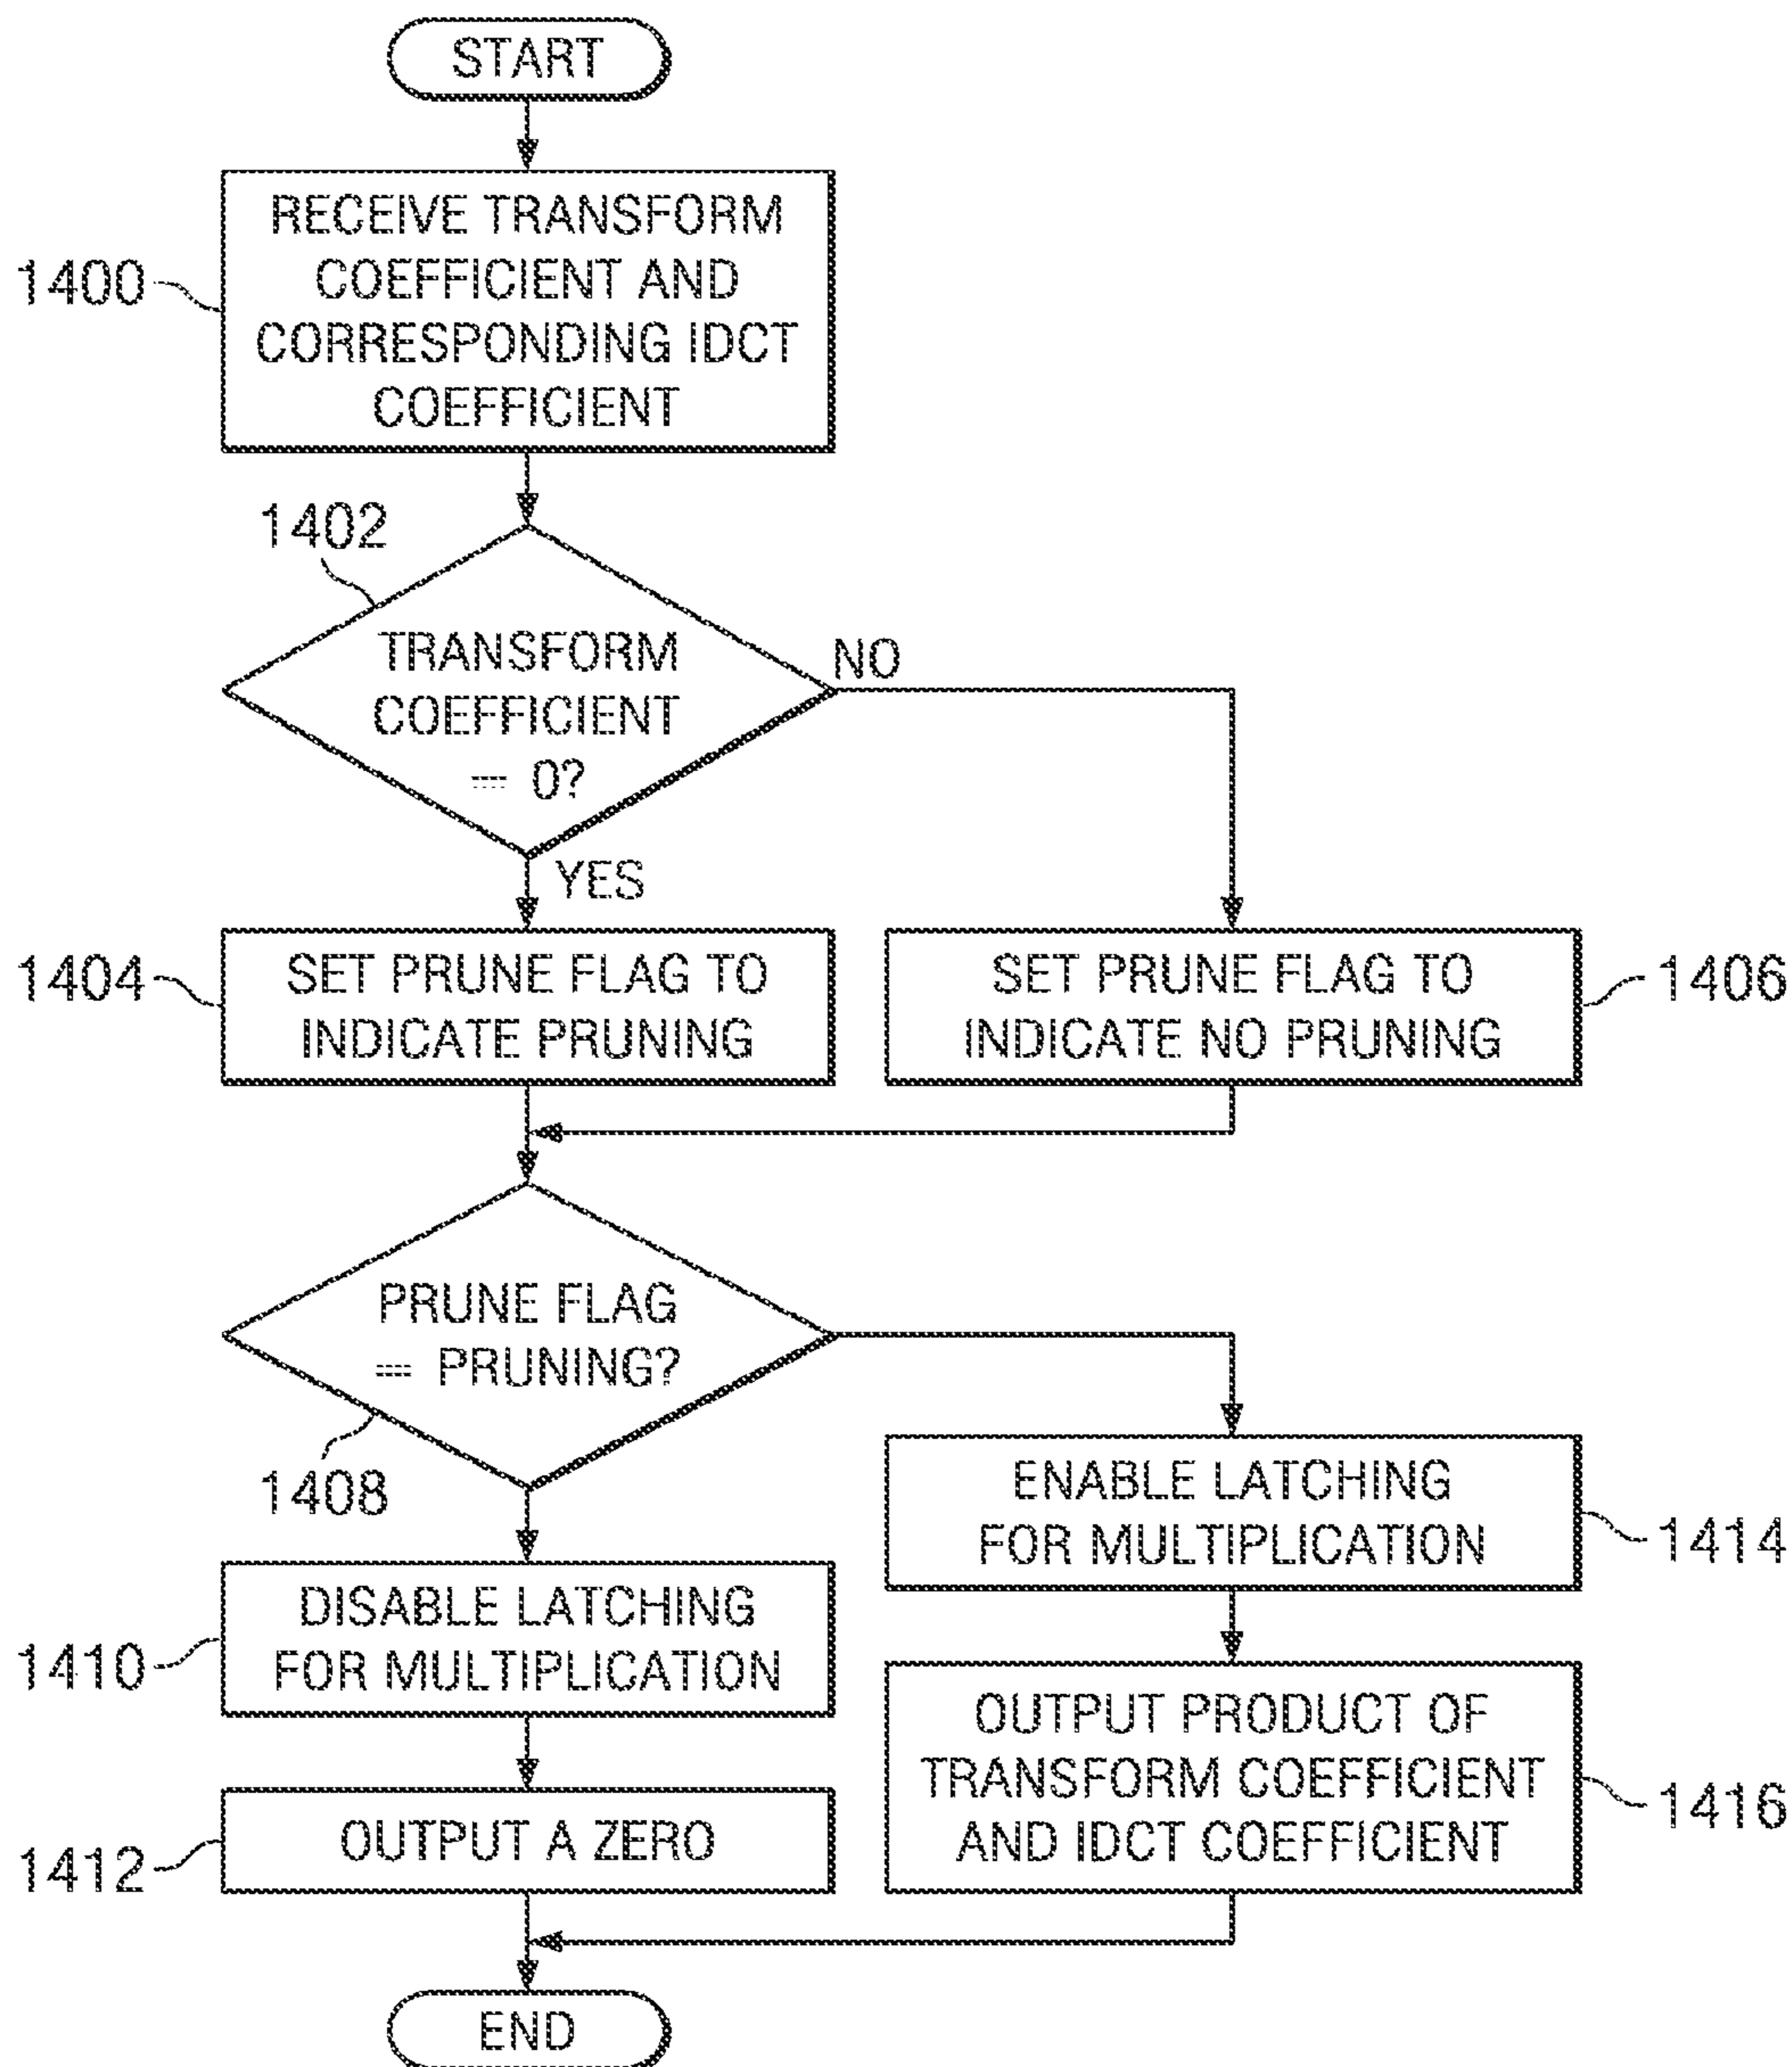 START
1400
RECEIVE TRANSFORM
COEFFICIENT AND
CORRESPONDING IDCT
COEFFICIENT
1402
TRANSFORM
COEFFICIENT
== 0?
NO
YES
1404
SET PRUNE FLAG TO
INDICATE PRUNING
SET PRUNE FLAG TO
INDICATE NO PRUNING
1406
PRUNE FLAG
== PRUNING?
1408
ENABLE LATCHING
FOR MULTIPLICATION
1414
1410
DISABLE LATCHING
FOR MULTIPLICATION
OUTPUT PRODUCT OF
TRANSFORM COEFFICIENT
AND IDCT COEFFICIENT
1416
1412
OUTPUT A ZERO
END